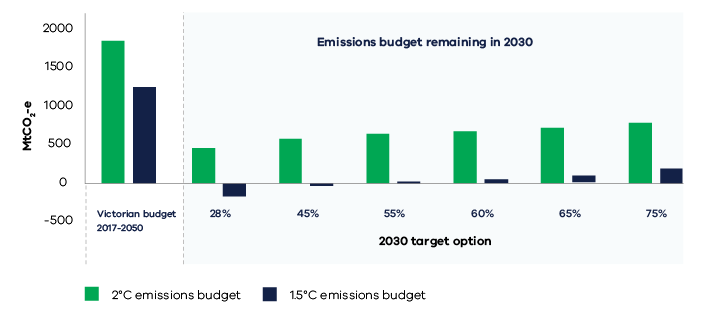 2000
Emissions budget remaining in 2030
1500
1000
MtCO₂-e
500
0
-500
Victorian budget
2017-2050
28% 45% 55% 60% 65% 75%
2030 target option
2°C emissions budget 1.5°C emissions budget